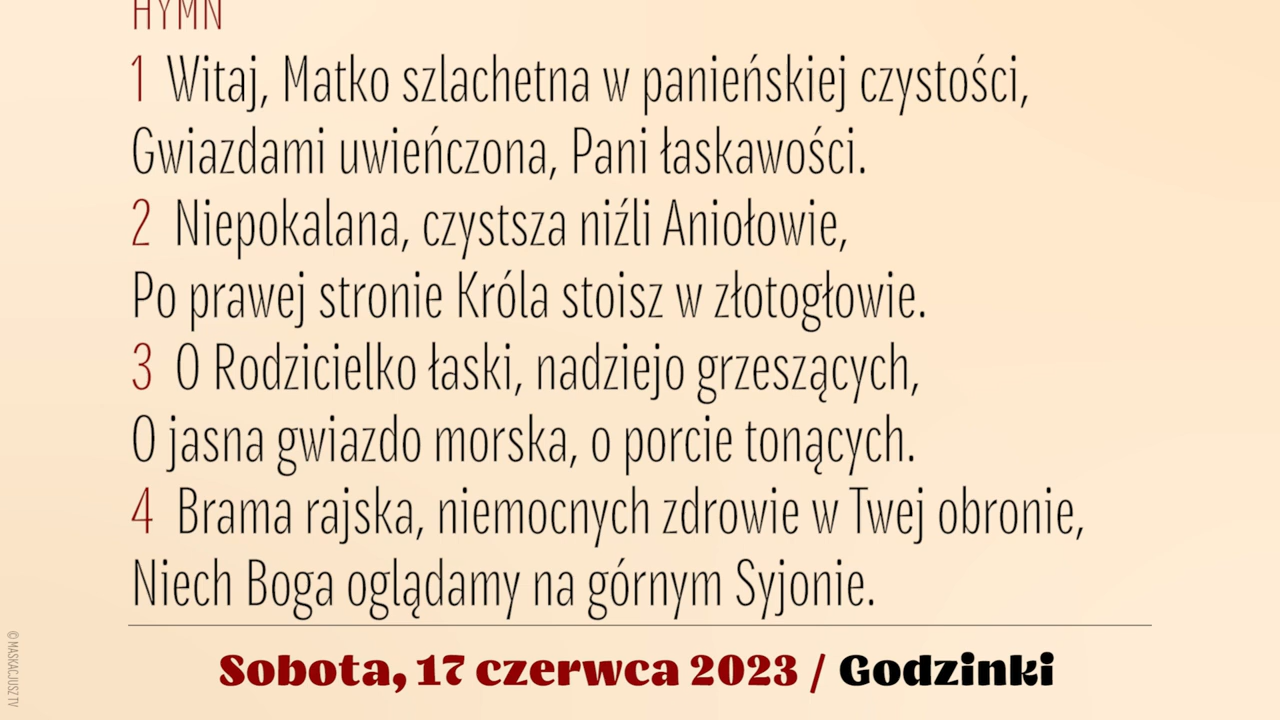 HYMN
1 Witaj, Matko szlachetna w panieńskiej czystości,
Gwiazdami uwieńczona, Pani łaskawości.
2 Niepokalana, czystsza niźli Aniołowie,
Po prawej stronie Króla stoisz w złotogłowie.
3 O Rodzicielko łaski, nadziejo grzeszących,
O jasna gwiazdo morska, o porcie tonących.
4 Brama rajska, niemocnych zdrowie w Twej obronie,
Niech Boga oglądamy na górnym Syjonie.
Sobota, 17 czerwca 2023 / Godzinki
© MASKACJUSZ TV